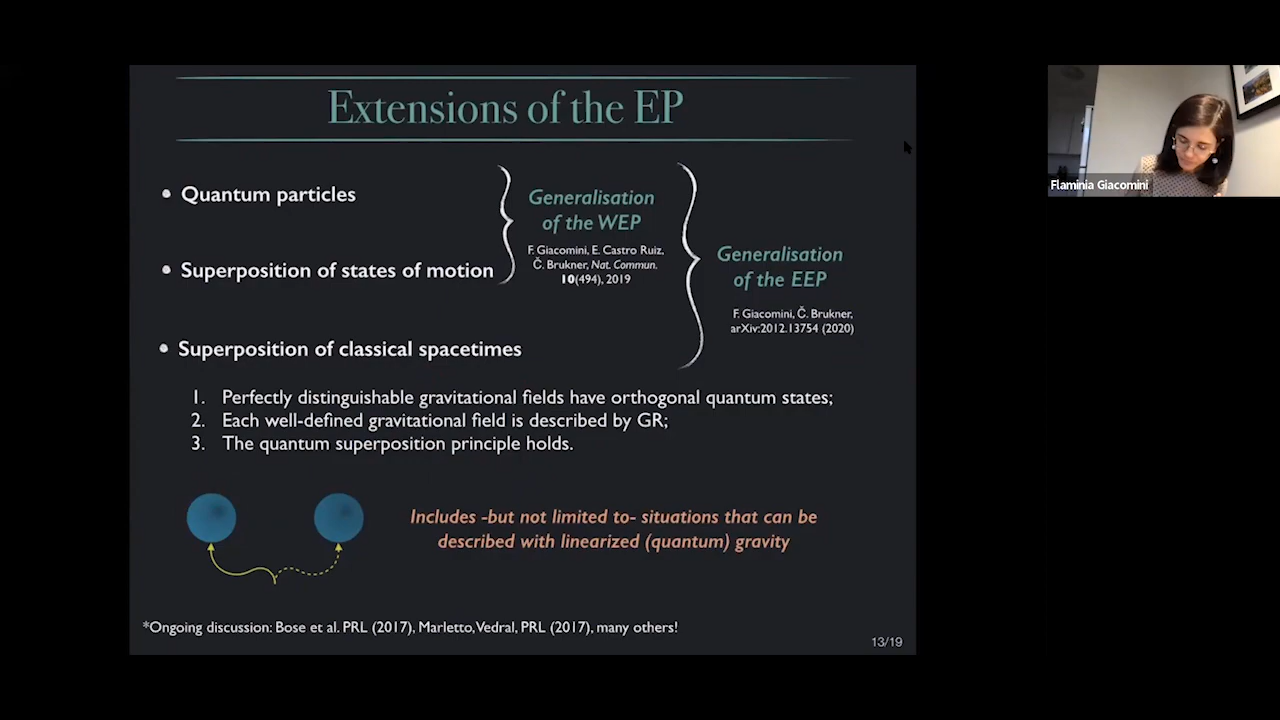 Extensions of the EP
• Quantum particles
Generalisation
of the WEP
F. Giacomini, E. Castro Ruiz,
Č. Brukner, Nat. Commun.
10(494), 2019
• Superposition of states of motion
Generalisation
of the EEP
F. Giacomini, Č. Brukner,
arXiv:2012.13754 (2020)
• Superposition of classical spacetimes
1. Perfectly distinguishable gravitational fields have orthogonal quantum states;
2. Each well-defined gravitational field is described by GR;
3. The quantum superposition principle holds.
Includes -but not limited to- situations that can be
described with linearized (quantum) gravity
*Ongoing discussion: Bose et al. PRL (2017), Marletto, Vedral, PRL (2017), many others!
13/19
Flaminia Giacomini